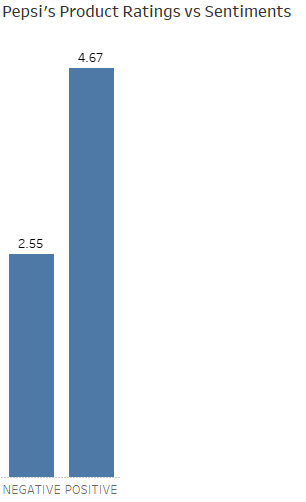 Pepsi's Product Ratings vs Sentiments
4.67
2.55
NEGATIVE POSITIVE